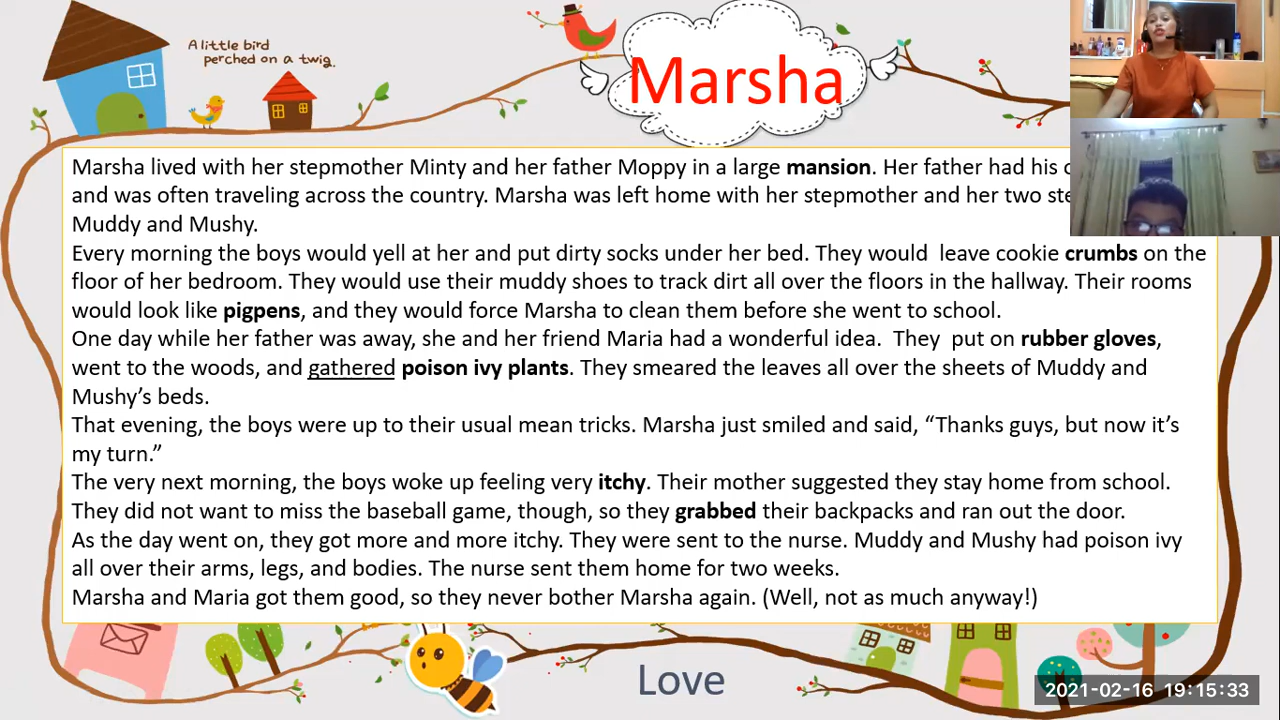 A little bird
perched on a twig.
Marsha
Marsha lived with her stepmother Minty and her father Moppy in a large mansion. Her father had his
and was often traveling across the country. Marsha was left home with her stepmother and her two
Muddy and Mushy.
Every morning the boys would yell at her and put dirty socks under her bed. They would leave cookie crumbs on the
floor of her bedroom. They would use their muddy shoes to track dirt all over the floors in the hallway. Their rooms
would look like pigpens, and they would force Marsha to clean them before she went to school.
One day while her father was away, she and her friend Maria had a wonderful idea. They put on rubber gloves,
went to the woods, and gathered poison ivy plants. They smeared the leaves all over the sheets of Muddy and
Mushy’s beds.
That evening, the boys were up to their usual mean tricks. Marsha just smiled and said, “Thanks guys, but now it’s
my turn.”
The very next morning, the boys woke up feeling very itchy. Their mother suggested they stay home from school.
They did not want to miss the baseball game, though, so they grabbed their backpacks and ran out the door.
As the day went on, they got more and more itchy. They were sent to the nurse. Muddy and Mushy had poison ivy
all over their arms, legs, and bodies. The nurse sent them home for two weeks.
Marsha and Maria got them good, so they never bother Marsha again. (Well, not as much anyway!)
Love
2021-02-16 19:15:33